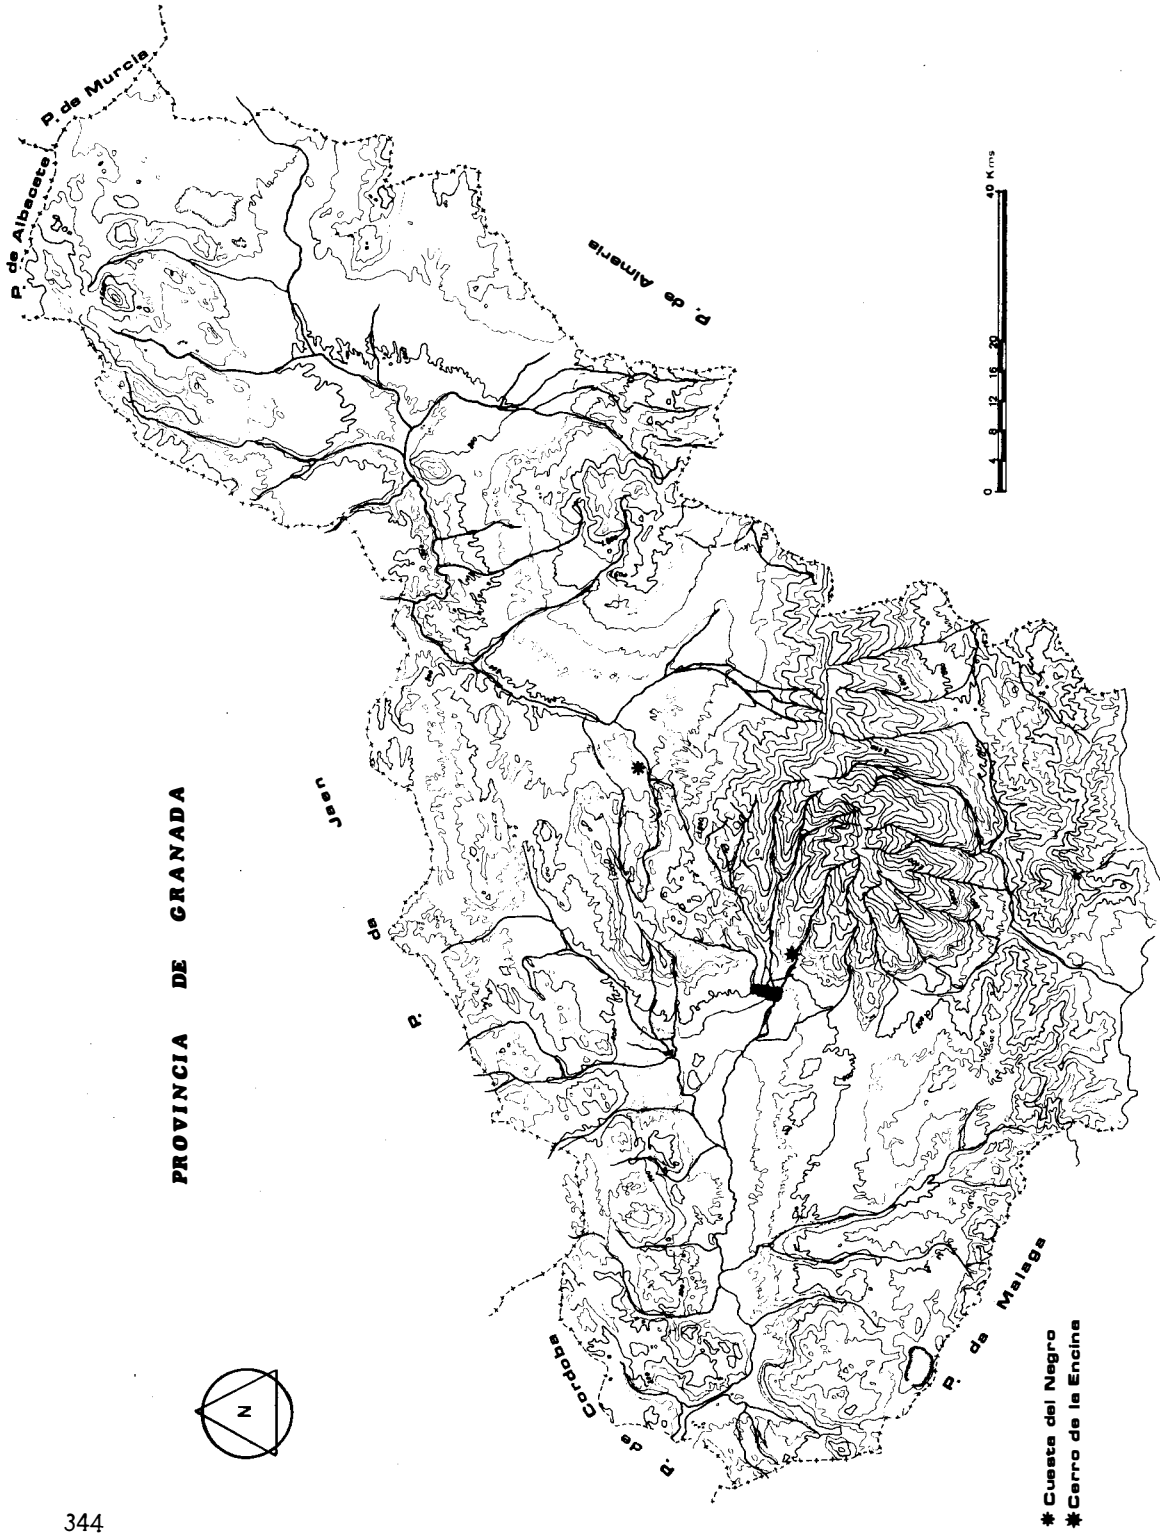 PROVINCIA DE GRANADA
N
P. de Albacete
P. de Murcia
P. de Jaen
P. de Cordoba
P. de Almeria
P. de Malaga
0 4 8 12 16 20 40 Kms
✷ Cuesta del Negro
✷ Cerro de la Encina
344